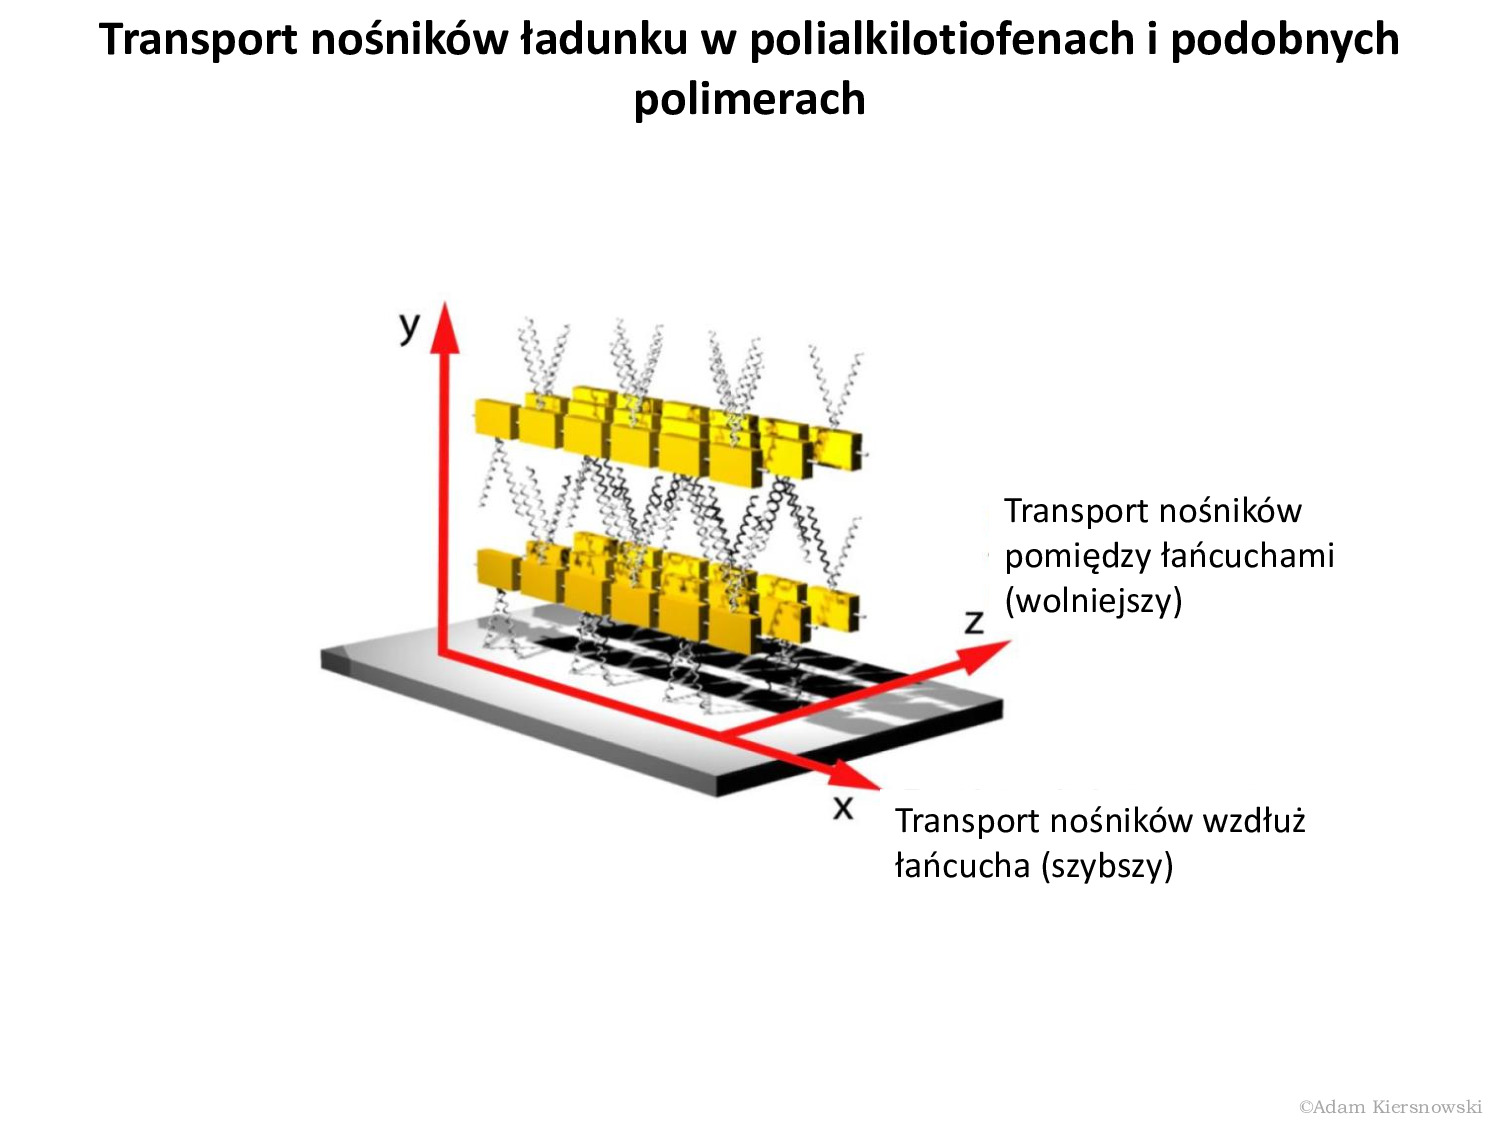 Transport nośników ładunku w polialkilotiofenach i podobnych
polimerach
y
Transport nośników
pomiędzy łańcuchami
(wolniejszy)
z
x
Transport nośników wzdłuż
łańcucha (szybszy)
©Adam Kiersnowski